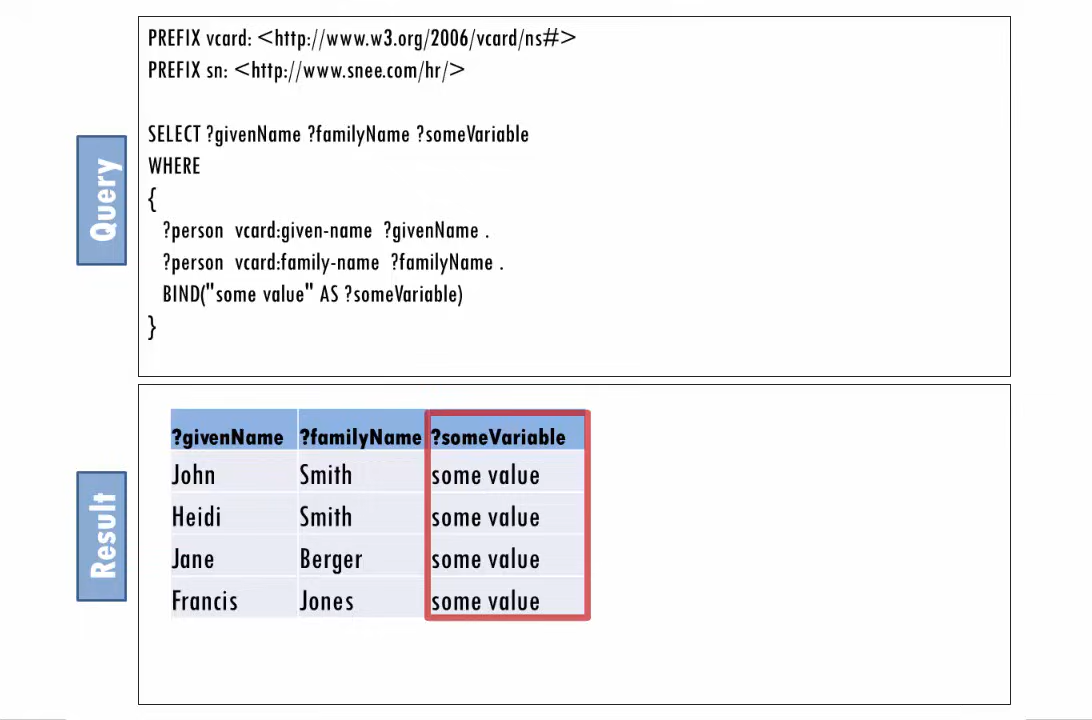 PREFIX vcard: <http://www.w3.org/2006/vcard/ns#>
PREFIX sn: <http://www.snee.com/hr/>
SELECT ?givenName ?familyName ?someVariable
WHERE
{
?person vcard:given-name ?givenName .
?person vcard:family-name ?familyName .
BIND("some value" AS ?someVariable)
}
Query
?givenName ?familyName ?someVariable
John Smith some value
Heidi Smith some value
Jane Berger some value
Francis Jones some value
Result